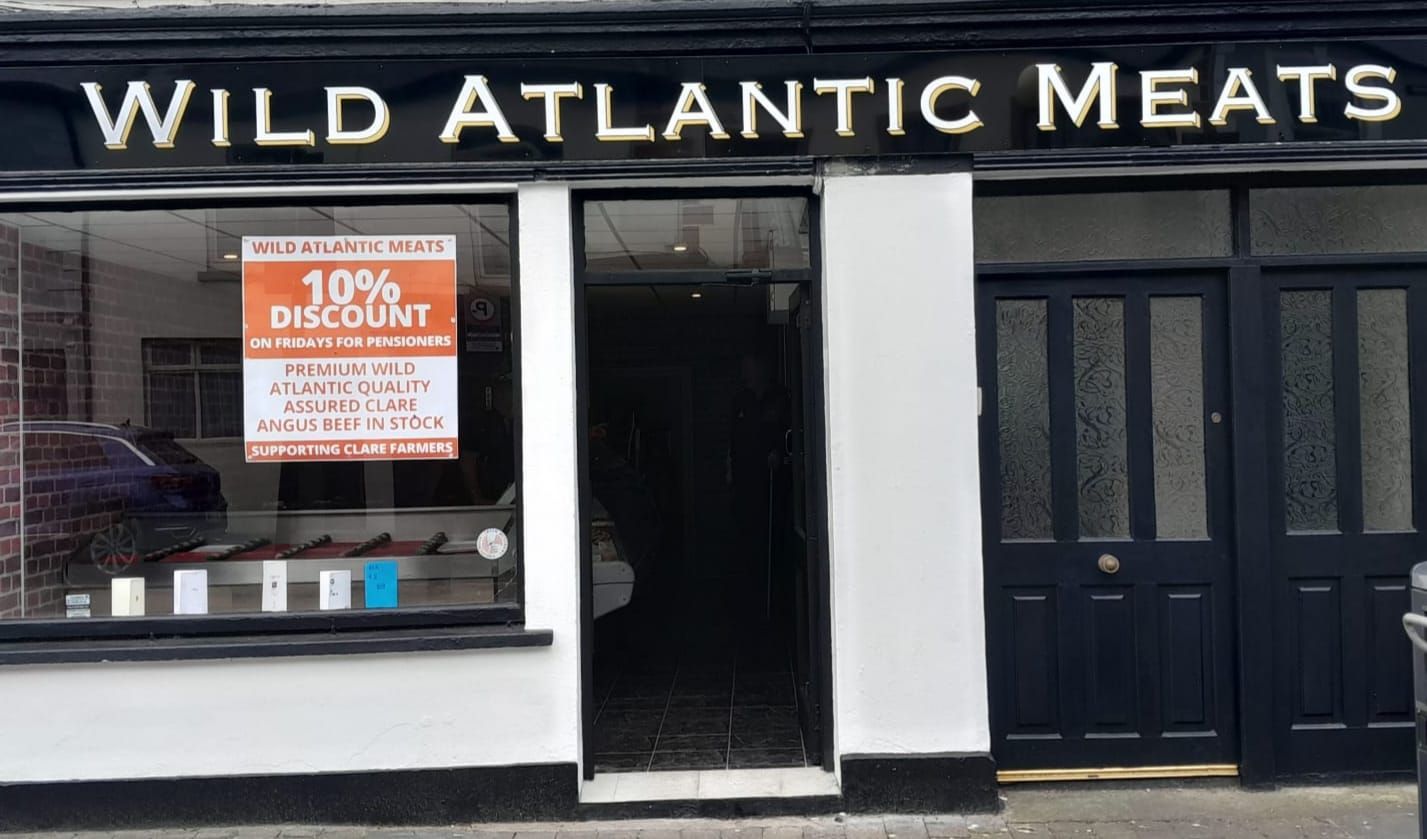 WILD ATLANTIC MEATS
WILD ATLANTIC MEATS
10%
DISCOUNT
ON FRIDAYS FOR PENSIONERS
PREMIUM WILD
ATLANTIC QUALITY
ASSURED CLARE
ANGUS BEEF IN STOCK
SUPPORTING CLARE FARMERS